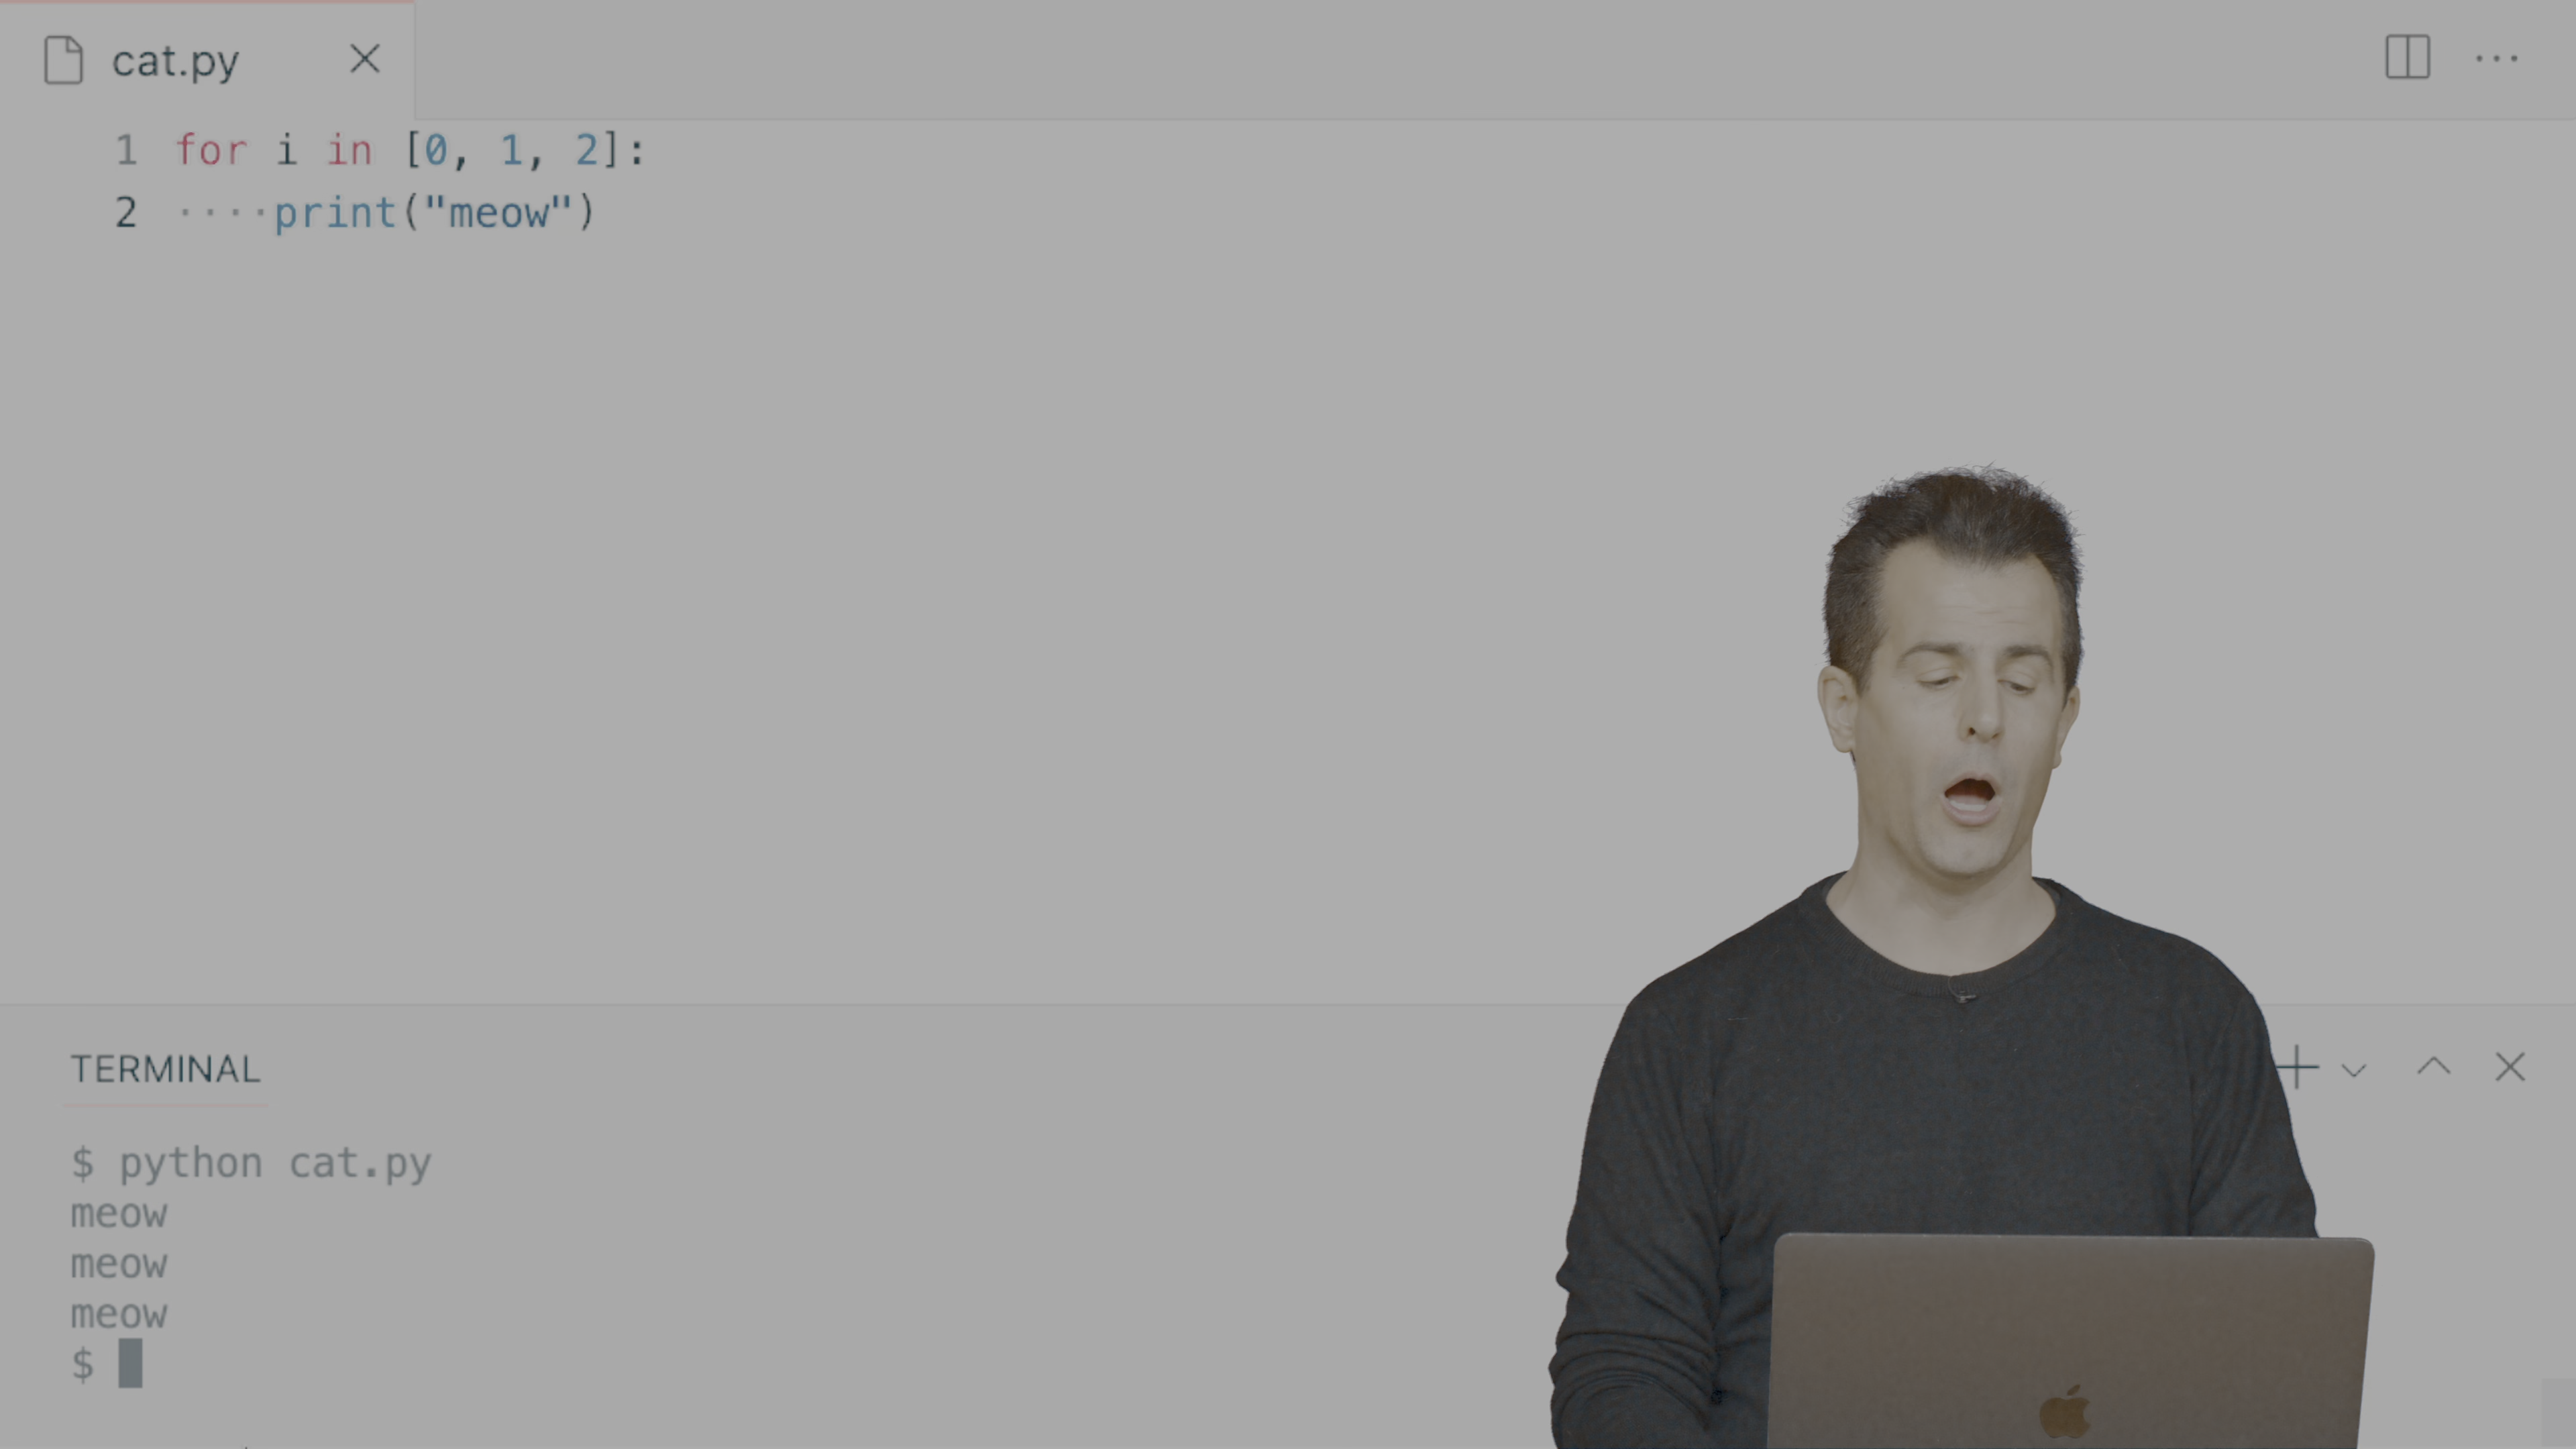 cat.py
1 for i in [0, 1, 2]:
2 ····print("meow")
TERMINAL
$ python cat.py
meow
meow
meow
$